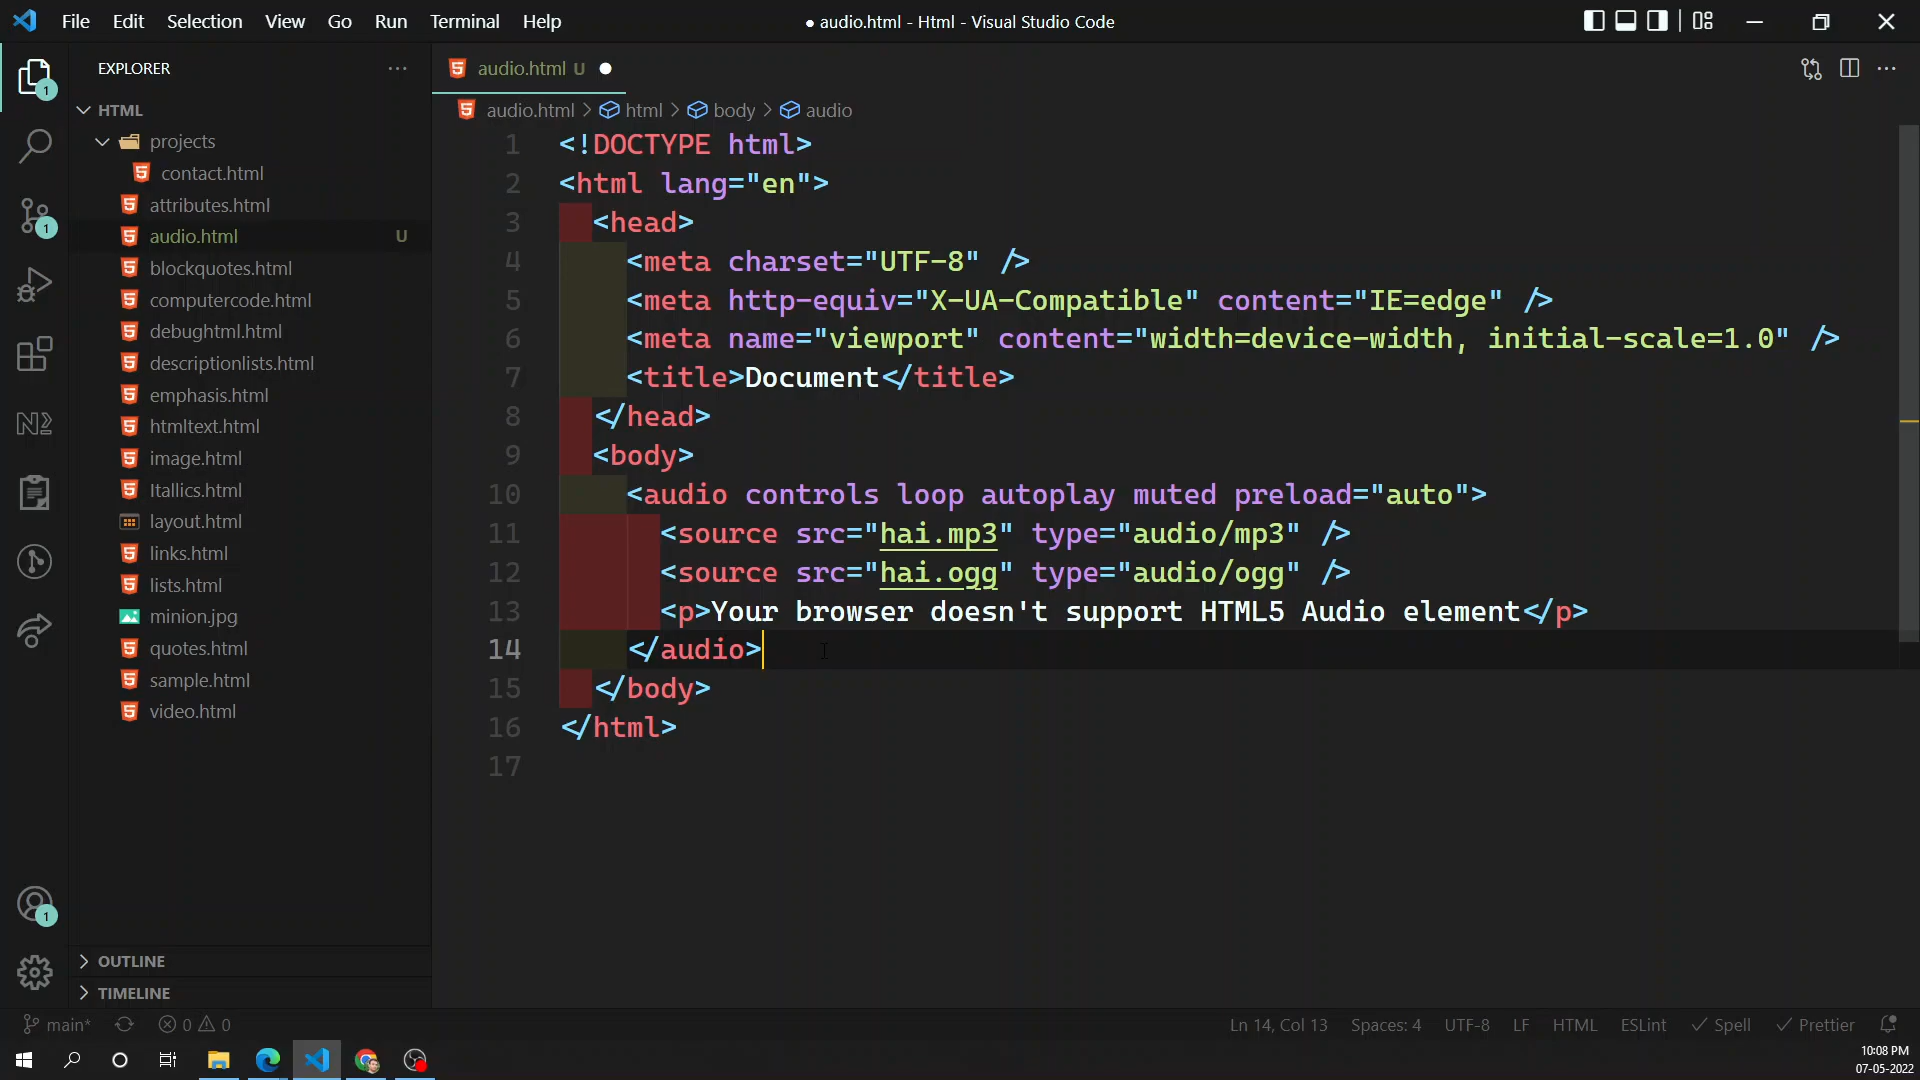 File Edit Selection View Go Run Terminal Help
● audio.html - Html - Visual Studio Code
EXPLORER
HTML
projects
contact.html
attributes.html
audio.html U
blockquotes.html
computercode.html
debughtml.html
descriptionlists.html
emphasis.html
htmltext.html
image.html
Itallics.html
layout.html
links.html
lists.html
minion.jpg
quotes.html
sample.html
video.html
OUTLINE
TIMELINE
1
1
1
audio.html U ●
audio.html > html > body > audio
1 <!DOCTYPE html>
2 <html lang="en">
3 <head>
4 <meta charset="UTF-8" />
5 <meta http-equiv="X-UA-Compatible" content="IE=edge" />
6 <meta name="viewport" content="width=device-width, initial-scale=1.0" />
7 <title>Document</title>
8 </head>
9 <body>
10 <audio controls loop autoplay muted preload="auto">
11 <source src="hai.mp3" type="audio/mp3" />
12 <source src="hai.ogg" type="audio/ogg" />
13 <p>Your browser doesn't support HTML5 Audio element</p>
14 </audio>
15 </body>
16 </html>
17
main* 0 0
Ln 14, Col 13 Spaces: 4 UTF-8 LF HTML ESLint ✓ Spell ✓ Prettier
10:08 PM
07-05-2022